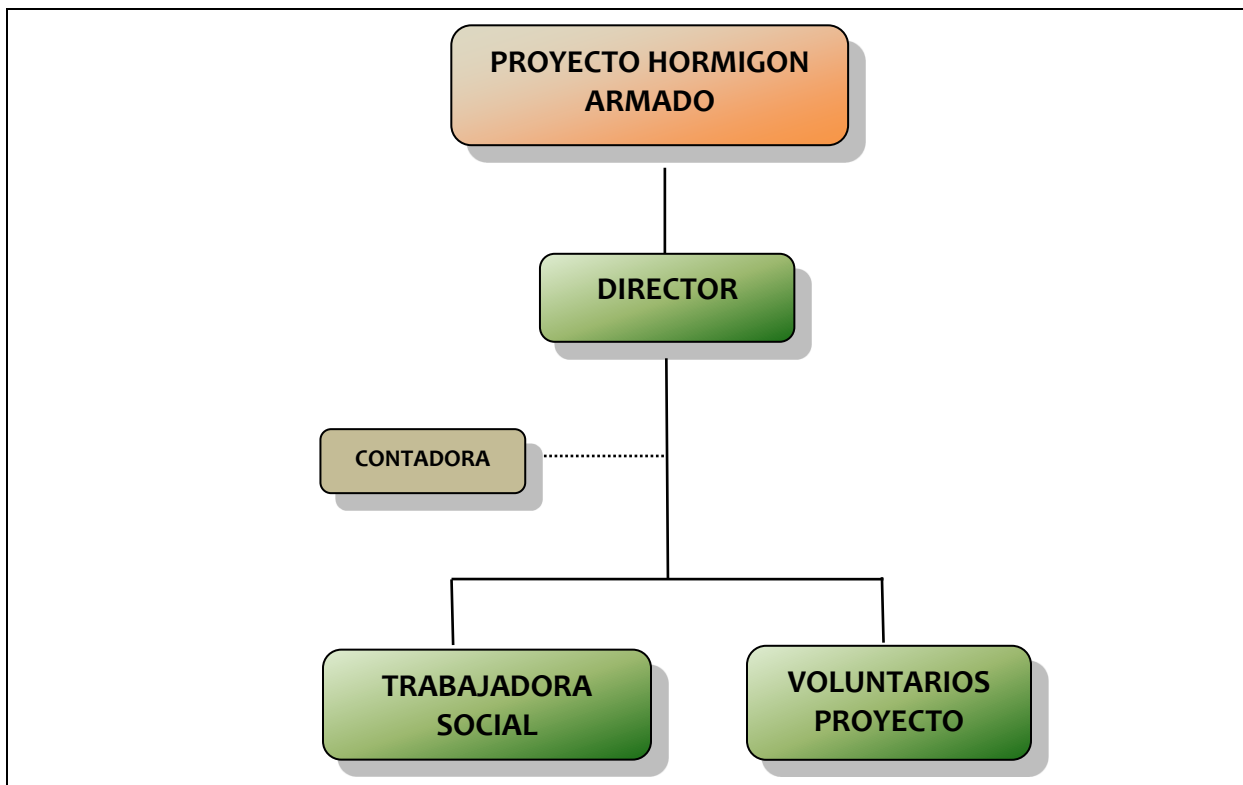 PROYECTO HORMIGON
ARMADO
DIRECTOR
CONTADORA
TRABAJADORA
SOCIAL
VOLUNTARIOS
PROYECTO